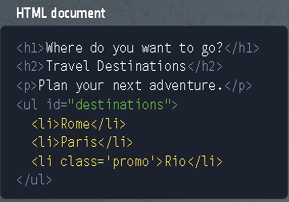 HTML document
<h1>Where do you want to go?</h1>
<h2>Travel Destinations</h2>
<p>Plan your next adventure.</p>
<ul id="destinations">
<li>Rome</li>
<li>Paris</li>
<li class='promo'>Rio</li>
</ul>